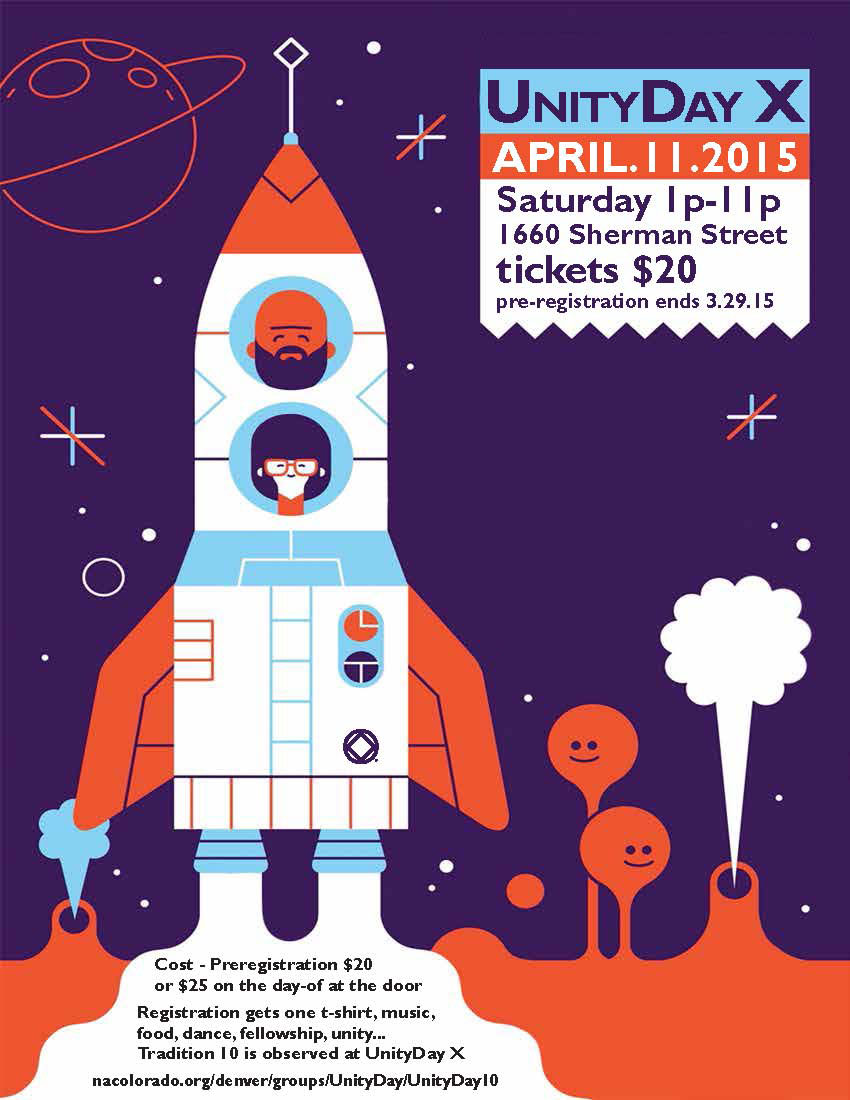 UNITYDAY X
APRIL.11.2015
Saturday 1p-11p
1660 Sherman Street
tickets $20
pre-registration ends 3.29.15
Cost - Preregistration $20
or $25 on the day-of at the door
Registration gets one t-shirt, music,
food, dance, fellowship, unity...
Tradition 10 is observed at UnityDay X
nacolorado.org/denver/groups/UnityDay/UnityDay10